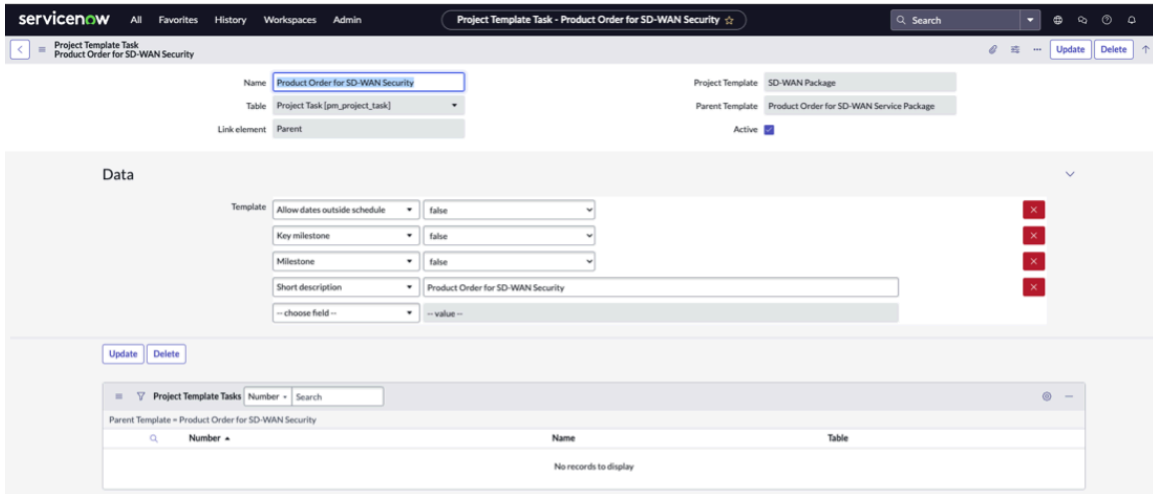 servicenow All Favorites History Workspaces Admin Project Template Task - Product Order for SD-WAN Security ☆ Search
Project Template Task
Product Order for SD-WAN Security
Update Delete
Name Product Order for SD-WAN Security Project Template SD-WAN Package
Table Project Task [pm_project_task] Parent Template Product Order for SD-WAN Service Package
Link element Parent Active
Data
Template Allow dates outside schedule false
Key milestone false
Milestone false
Short description Product Order for SD-WAN Security
-- choose field -- -- value --
Update Delete
Project Template Tasks Number Search
Parent Template = Product Order for SD-WAN Security
Number Name Table
No records to display